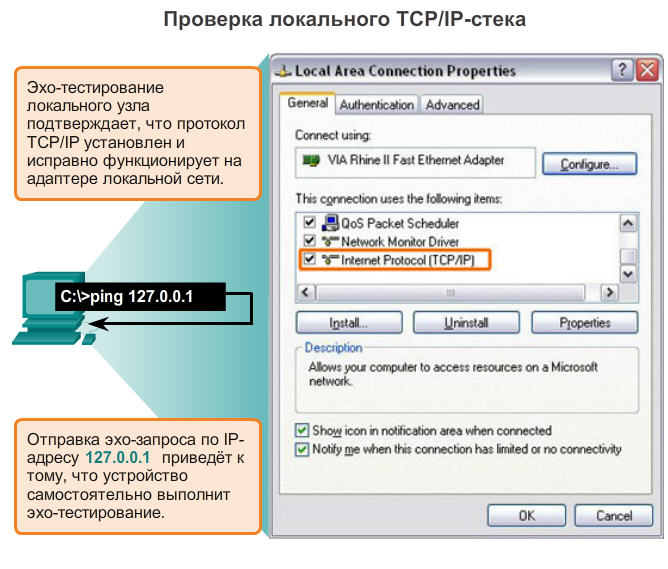 Проверка локального TCP/IP-стека
Эхо-тестирование
локального узла
подтверждает, что протокол
TCP/IP установлен и
исправно функционирует на
адаптере локальной сети.
C:\>ping 127.0.0.1
Отправка эхо-запроса по IP-
адресу 127.0.0.1 приведёт к
тому, что устройство
самостоятельно выполнит
эхо-тестирование.
Local Area Connection Properties
General Authentication Advanced
Connect using:
VIA Rhine II Fast Ethernet Adapter
Configure...
This connection uses the following items:
QoS Packet Scheduler
Network Monitor Driver
Internet Protocol (TCP/IP)
Install... Uninstall Properties
Description
Allows your computer to access resources on a Microsoft
network.
Show icon in notification area when connected
Notify me when this connection has limited or no connectivity
OK Cancel